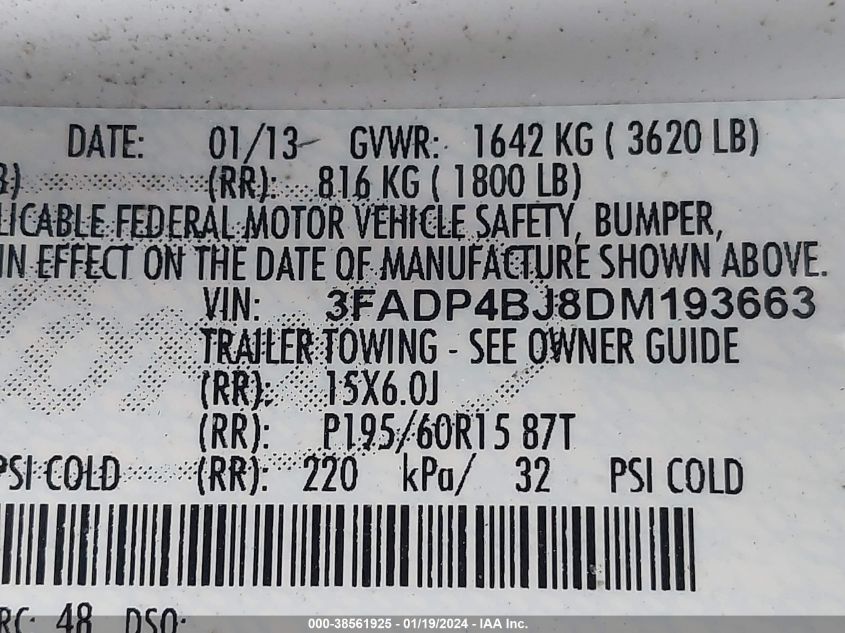 DATE: 01/13 GVWR: 1642 KG ( 3620 LB)
(RR): 816 KG ( 1800 LB)
LICABLE FEDERAL MOTOR VEHICLE SAFETY, BUMPER,
IN EFFECT ON THE DATE OF MANUFACTURE SHOWN ABOVE.
VIN: 3FADP4BJ8DM193663
TRAILER TOWING - SEE OWNER GUIDE
(RR): 15X6.0J
(RR): P195/60R15 87T
PSI COLD (RR): 220 kPa/ 32 PSI COLD
RC: 48 DSO:
000-38561925 - 01/19/2024 - IAA Inc.